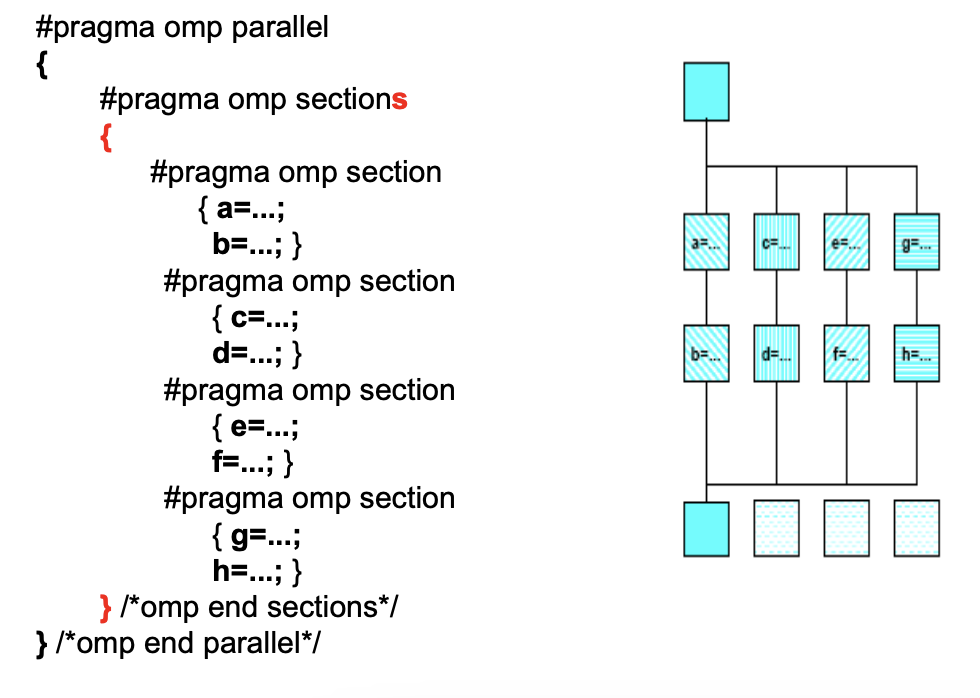 #pragma omp parallel
{
#pragma omp sections
{
#pragma omp section
{ a=...;
b=...; }
#pragma omp section
{ c=...;
d=...; }
#pragma omp section
{ e=...;
f=...; }
#pragma omp section
{ g=...;
h=...; }
} /*omp end sections*/
} /*omp end parallel*/
a=... c=... e=... g=...
b=... d=... f=... h=...